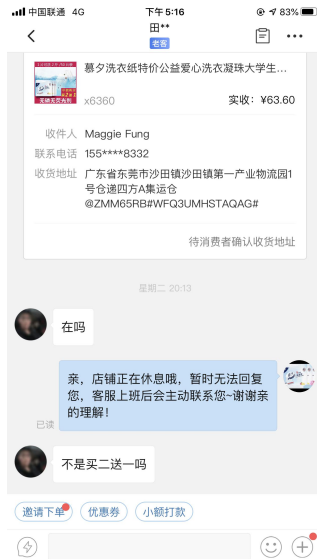 中国联通 4G 下午5:16 83%
田**
老客
慕夕洗衣纸特价公益爱心洗衣凝珠大学生...
x6360 实收：¥63.60
收件人 Maggie Fung
联系电话 155****8332
收货地址 广东省东莞市沙田镇沙田镇第一产业物流园1
号仓递四方A集运仓
@ZMM65RB#WFQ3UMHSTAQAG#
待消费者确认收货地址
星期二 20:13
在吗
亲，店铺正在休息哦，暂时无法回复
您，客服上班后会主动联系您~谢谢亲
的理解！
已读
不是买二送一吗
邀请下单 优惠券 小额打款